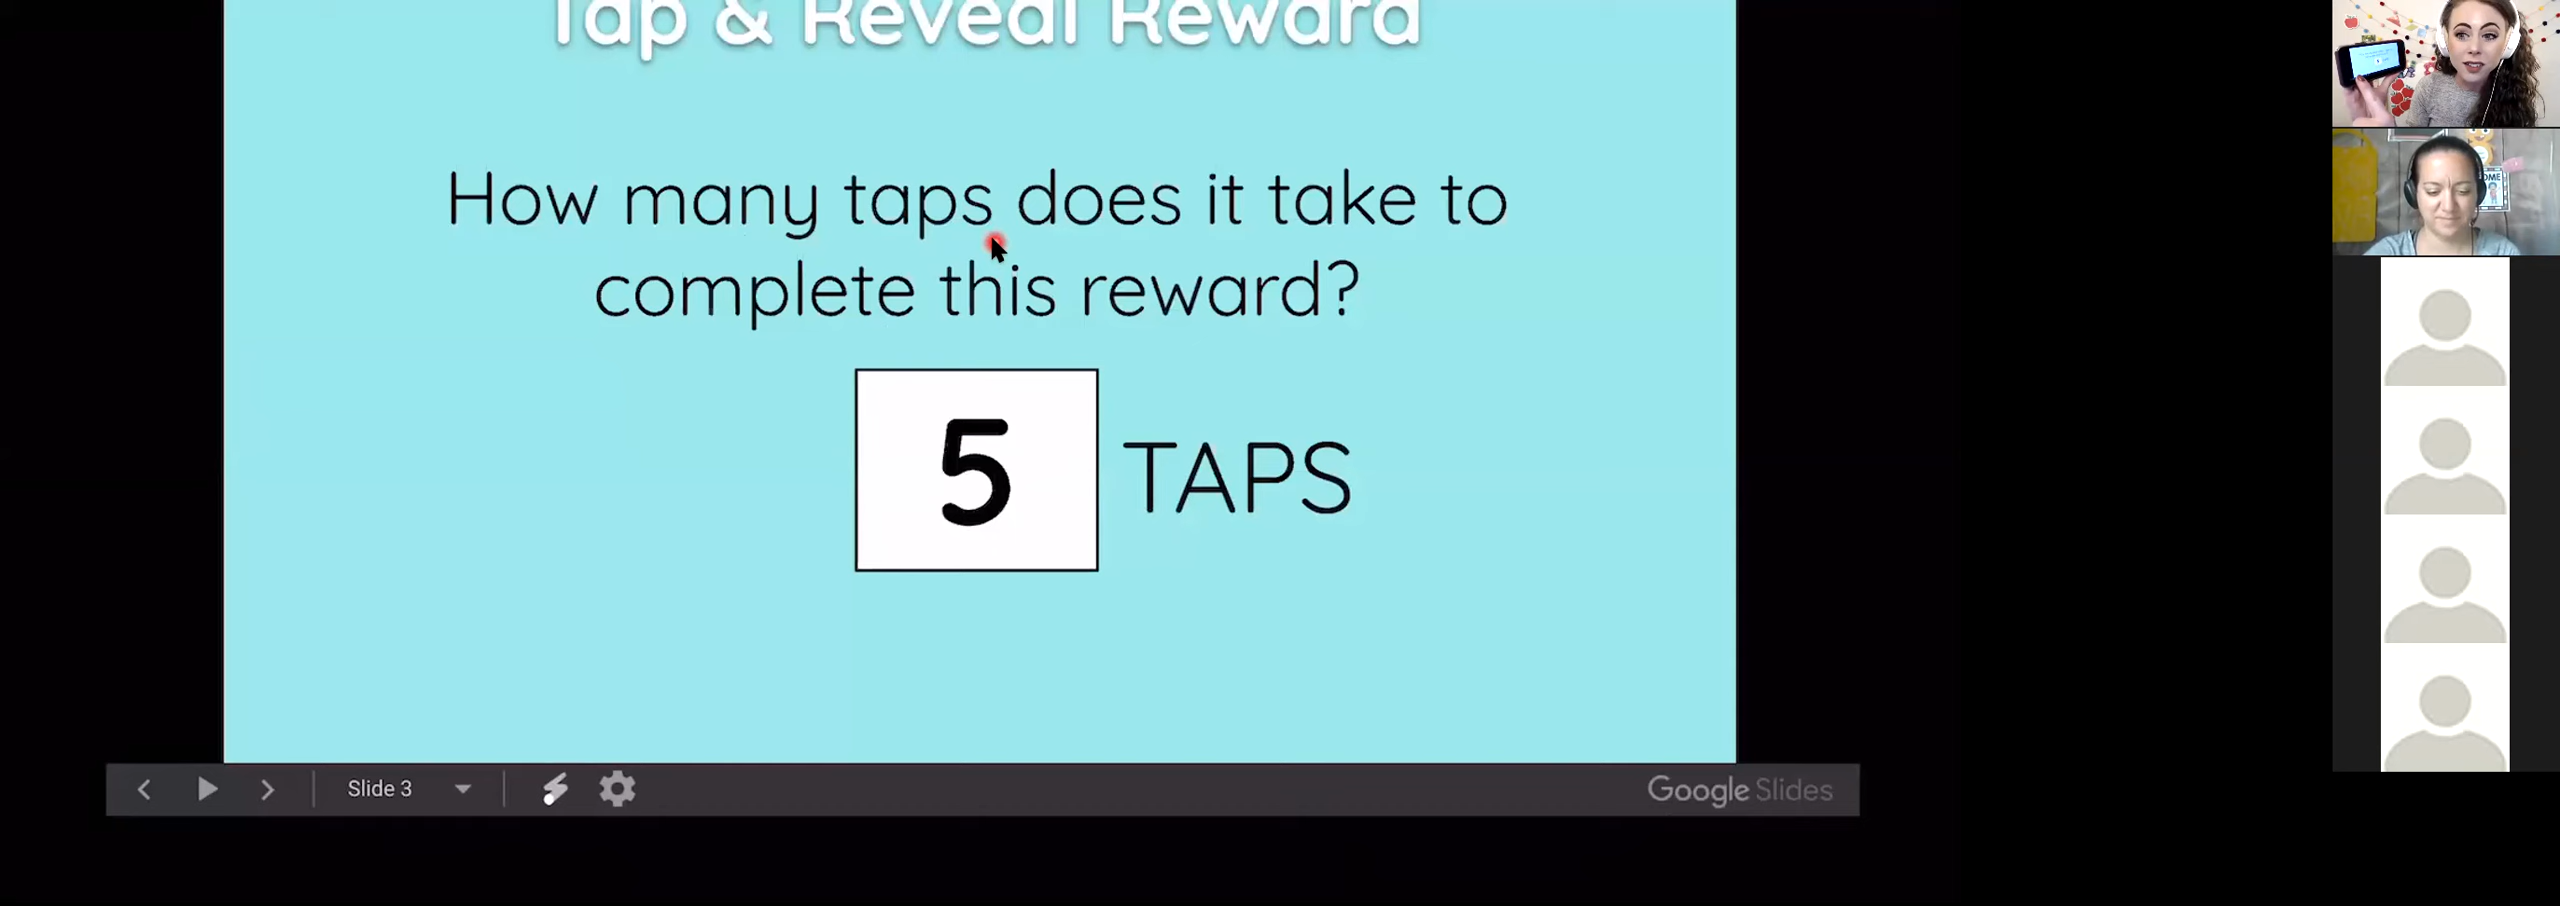 Tap & Reveal Reward
How many taps does it take to
complete this reward?
5 TAPS
Slide 3
Google Slides